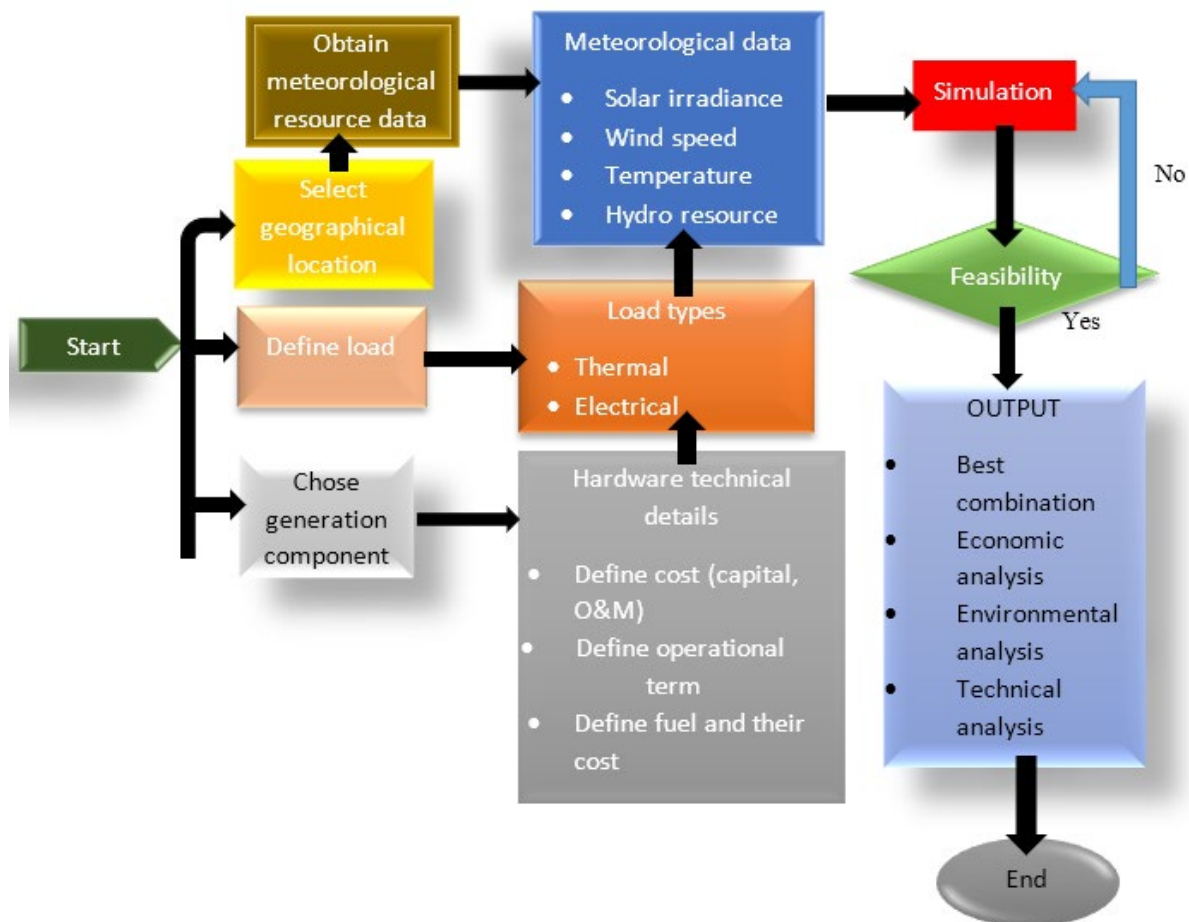 Obtain
meteorological
resource data
Meteorological data
• Solar irradiance
• Wind speed
• Temperature
• Hydro resource
Simulation
No
Select
geographical
location
Feasibility
Yes
Start
Define load
Load types
• Thermal
• Electrical
Chose
generation
component
Hardware technical
details
• Define cost (capital,
O&M)
• Define operational
term
• Define fuel and their
cost
OUTPUT
• Best
combination
• Economic
analysis
• Environmental
analysis
• Technical
analysis
End